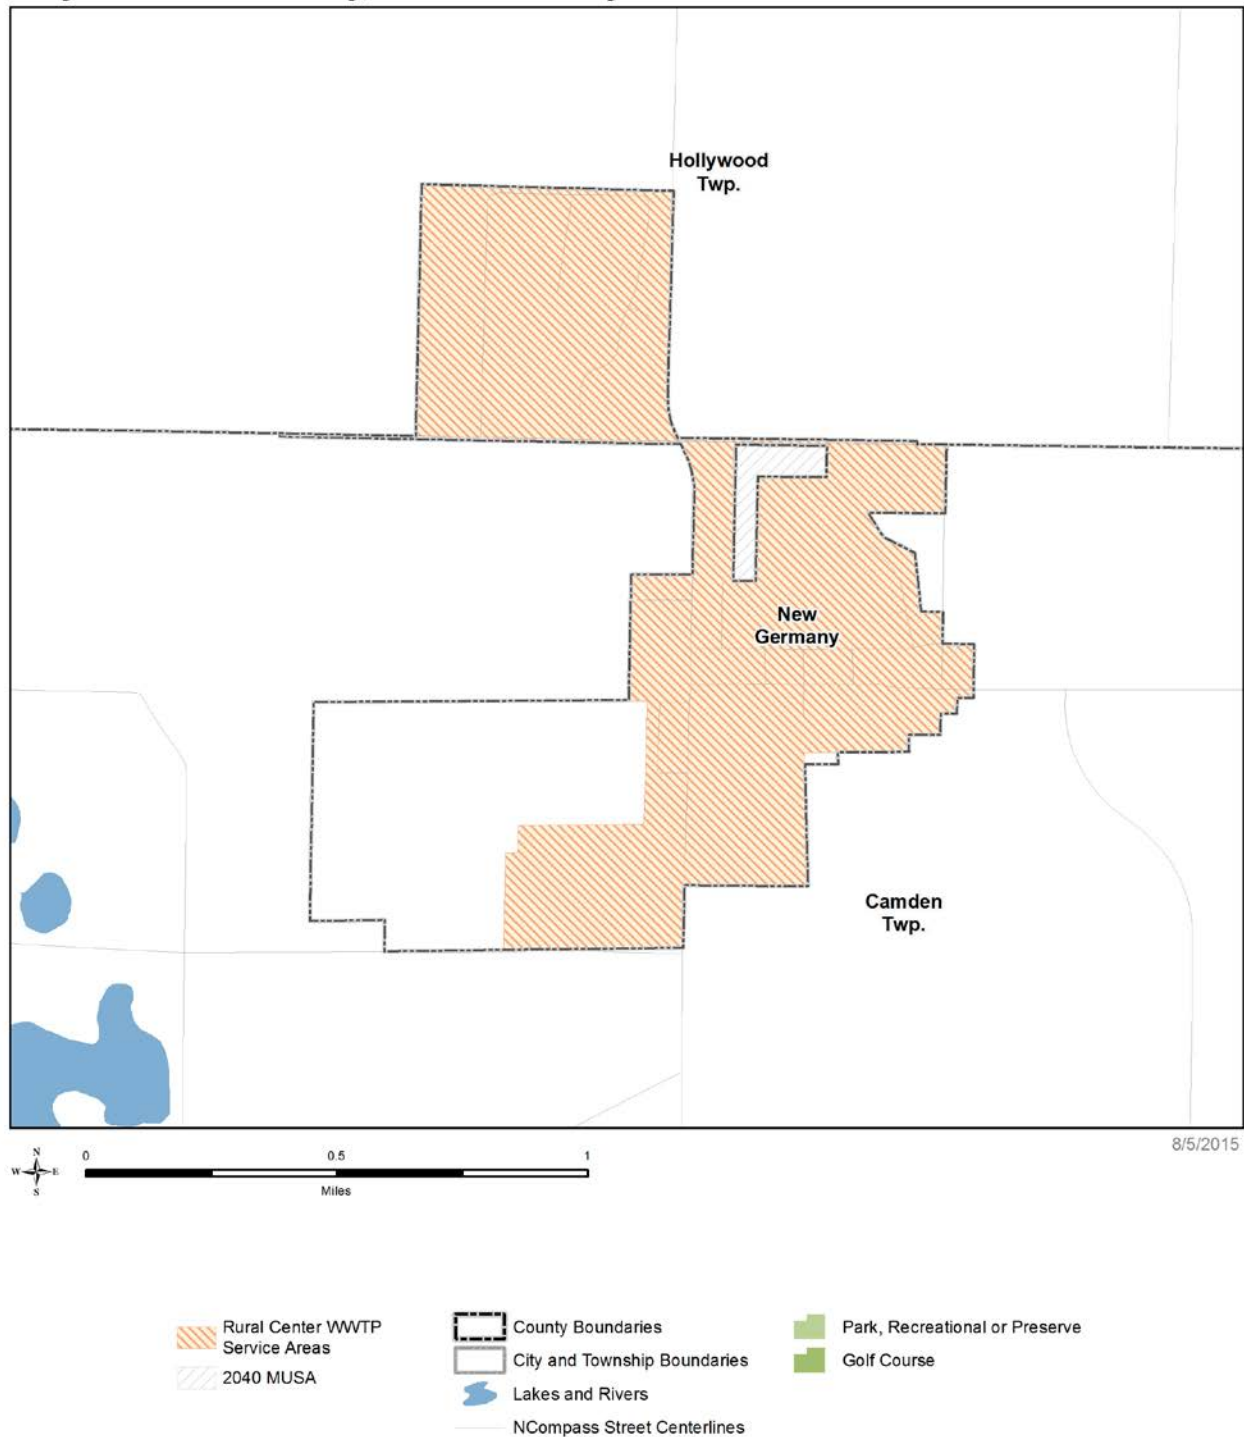 Hollywood
Twp.
New
Germany
Camden
Twp.
8/5/2015
N
W E
S
0 0.5 1
Miles
Rural Center WWTP
Service Areas
2040 MUSA
County Boundaries
City and Township Boundaries
Lakes and Rivers
NCompass Street Centerlines
Park, Recreational or Preserve
Golf Course